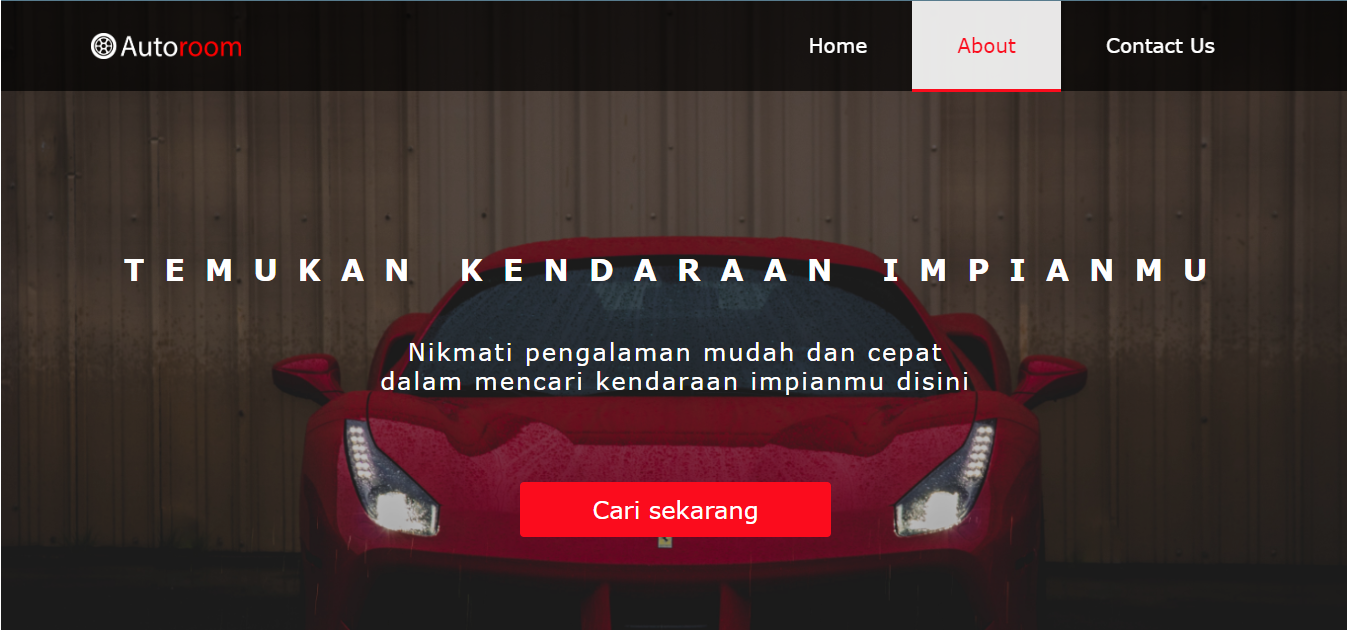 Autoroom
Home
About
Contact Us
TEMUKAN KENDARAAN IMPIANMU
Nikmati pengalaman mudah dan cepat
dalam mencari kendaraan impianmu disini
Cari sekarang